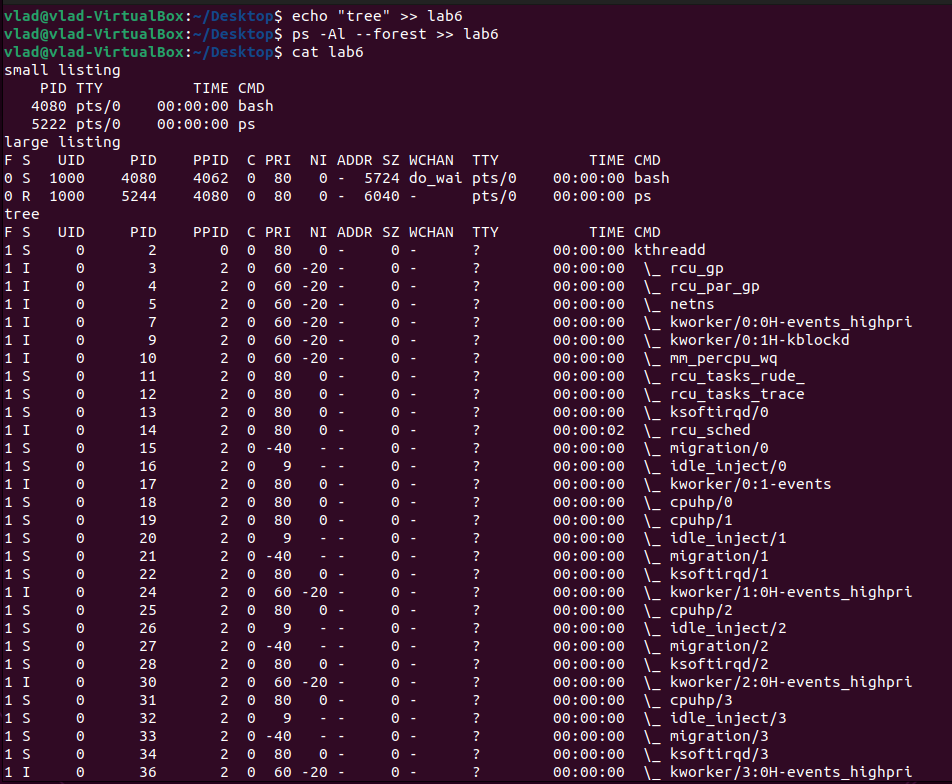 vlad@vlad-VirtualBox:~/Desktop$ echo "tree" >> lab6
vlad@vlad-VirtualBox:~/Desktop$ ps -Al --forest >> lab6
vlad@vlad-VirtualBox:~/Desktop$ cat lab6
small listing
    PID TTY          TIME CMD
   4080 pts/0    00:00:00 bash
   5222 pts/0    00:00:00 ps
large listing
F S   UID     PID    PPID  C PRI  NI ADDR SZ WCHAN  TTY          TIME CMD
0 S  1000    4080    4062  0  80   0 -  5724 do_wai pts/0    00:00:00 bash
0 R  1000    5244    4080  0  80   0 -  6040 -      pts/0    00:00:00 ps
tree
F S   UID     PID    PPID  C PRI  NI ADDR SZ WCHAN  TTY          TIME CMD
1 S     0       2       0  0  80   0 -     0 -      ?        00:00:00 kthreadd
1 I     0       3       2  0  60 -20 -     0 -      ?        00:00:00  \_ rcu_gp
1 I     0       4       2  0  60 -20 -     0 -      ?        00:00:00  \_ rcu_par_gp
1 I     0       5       2  0  60 -20 -     0 -      ?        00:00:00  \_ netns
1 I     0       7       2  0  60 -20 -     0 -      ?        00:00:00  \_ kworker/0:0H-events_highpri
1 I     0       9       2  0  60 -20 -     0 -      ?        00:00:00  \_ kworker/0:1H-kblockd
1 I     0      10       2  0  60 -20 -     0 -      ?        00:00:00  \_ mm_percpu_wq
1 S     0      11       2  0  80   0 -     0 -      ?        00:00:00  \_ rcu_tasks_rude_
1 S     0      12       2  0  80   0 -     0 -      ?        00:00:00  \_ rcu_tasks_trace
1 S     0      13       2  0  80   0 -     0 -      ?        00:00:00  \_ ksoftirqd/0
1 I     0      14       2  0  80   0 -     0 -      ?        00:00:02  \_ rcu_sched
1 S     0      15       2  0 -40   - -     0 -      ?        00:00:00  \_ migration/0
1 S     0      16       2  0   9   - -     0 -      ?        00:00:00  \_ idle_inject/0
1 I     0      17       2  0  80   0 -     0 -      ?        00:00:00  \_ kworker/0:1-events
1 S     0      18       2  0  80   0 -     0 -      ?        00:00:00  \_ cpuhp/0
1 S     0      19       2  0  80   0 -     0 -      ?        00:00:00  \_ cpuhp/1
1 S     0      20       2  0   9   - -     0 -      ?        00:00:00  \_ idle_inject/1
1 S     0      21       2  0 -40   - -     0 -      ?        00:00:00  \_ migration/1
1 S     0      22       2  0  80   0 -     0 -      ?        00:00:00  \_ ksoftirqd/1
1 I     0      24       2  0  60 -20 -     0 -      ?        00:00:00  \_ kworker/1:0H-events_highpri
1 S     0      25       2  0  80   0 -     0 -      ?        00:00:00  \_ cpuhp/2
1 S     0      26       2  0   9   - -     0 -      ?        00:00:00  \_ idle_inject/2
1 S     0      27       2  0 -40   - -     0 -      ?        00:00:00  \_ migration/2
1 S     0      28       2  0  80   0 -     0 -      ?        00:00:00  \_ ksoftirqd/2
1 I     0      30       2  0  60 -20 -     0 -      ?        00:00:00  \_ kworker/2:0H-events_highpri
1 S     0      31       2  0  80   0 -     0 -      ?        00:00:00  \_ cpuhp/3
1 S     0      32       2  0   9   - -     0 -      ?        00:00:00  \_ idle_inject/3
1 S     0      33       2  0 -40   - -     0 -      ?        00:00:00  \_ migration/3
1 S     0      34       2  0  80   0 -     0 -      ?        00:00:00  \_ ksoftirqd/3
1 I     0      36       2  0  60 -20 -     0 -      ?        00:00:00  \_ kworker/3:0H-events_highpri